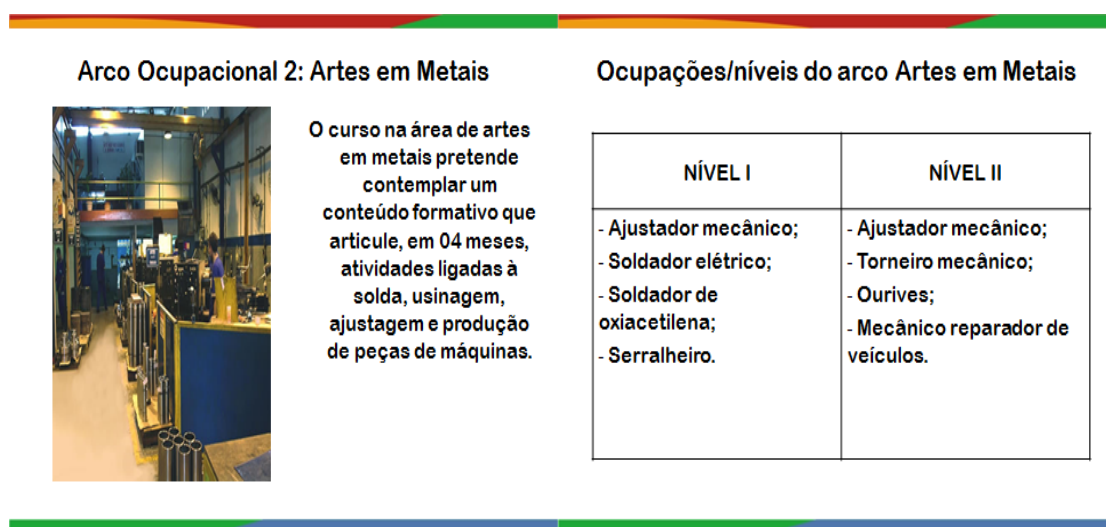 Arco Ocupacional 2: Artes em Metais
O curso na área de artes
em metais pretende
contemplar um
conteúdo formativo que
articule, em 04 meses,
atividades ligadas à
solda, usinagem,
ajustagem e produção
de peças de máquinas.
Ocupações/níveis do arco Artes em Metais
NÍVEL I
- Ajustador mecânico;
- Soldador elétrico;
- Soldador de
oxiacetilena;
- Serralheiro.
NÍVEL II
- Ajustador mecânico;
- Torneiro mecânico;
- Ourives;
- Mecânico reparador de
veículos.